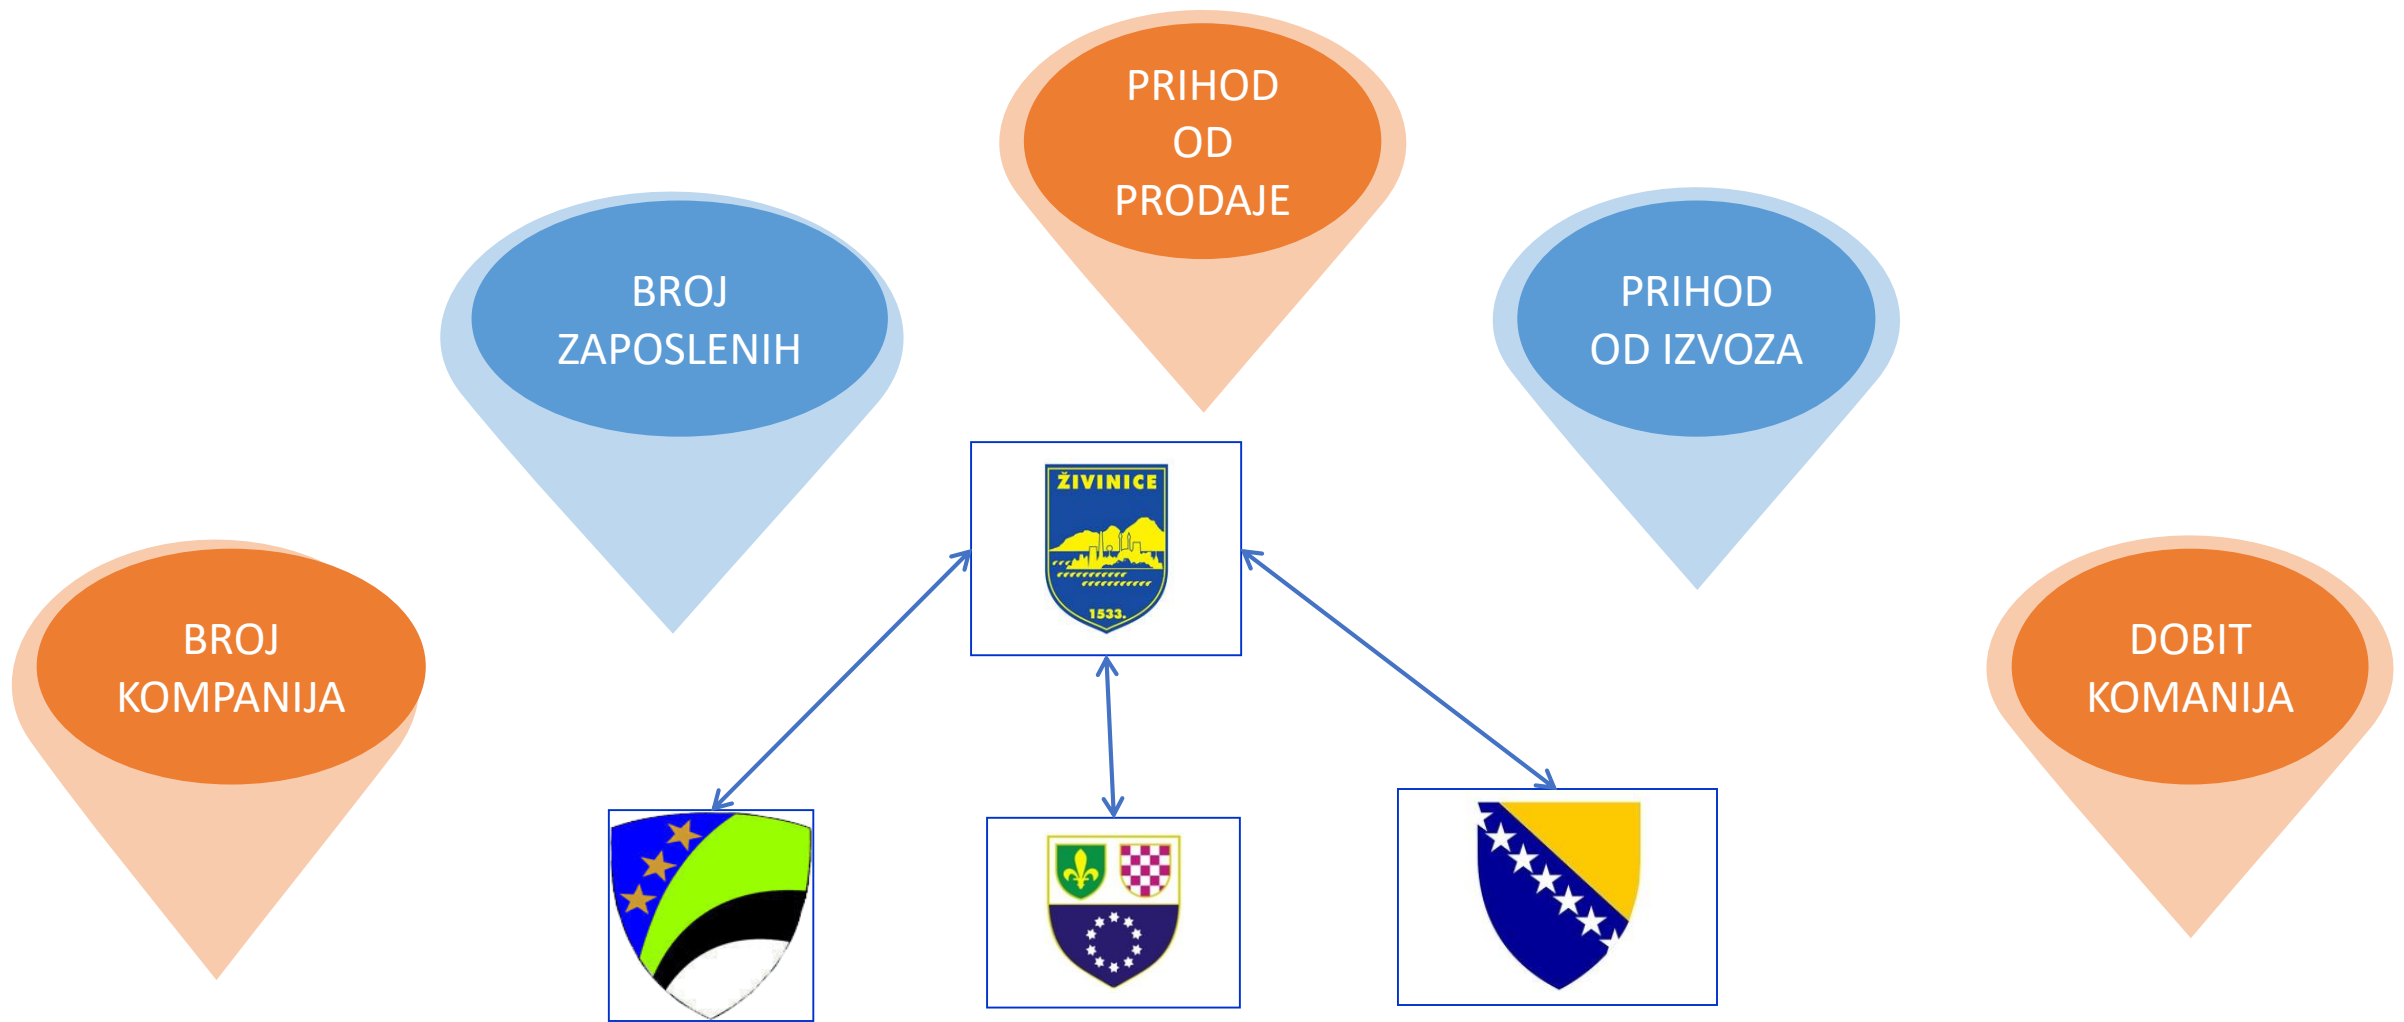 PRIHOD
OD
PRODAJE
BROJ
ZAPOSLENIH
PRIHOD
OD IZVOZA
ŽIVINICE
1533.
BROJ
KOMPANIJA
DOBIT
KOMANIJA